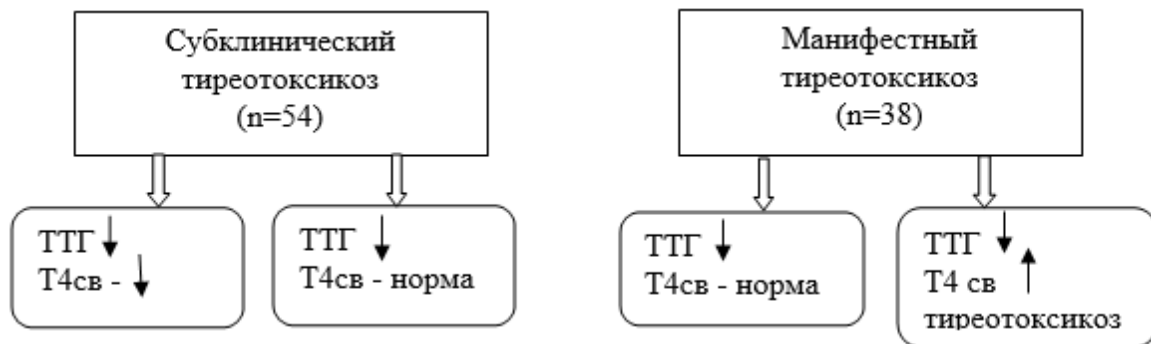 Субклинический
тиреотоксикоз
(n=54)
Манифестный
тиреотоксикоз
(n=38)
ТТГ ↓
Т4св - ↓
ТТГ ↓
Т4св - норма
ТТГ ↓
Т4св - норма
ТТГ ↓
Т4 св ↑
тиреотоксикоз